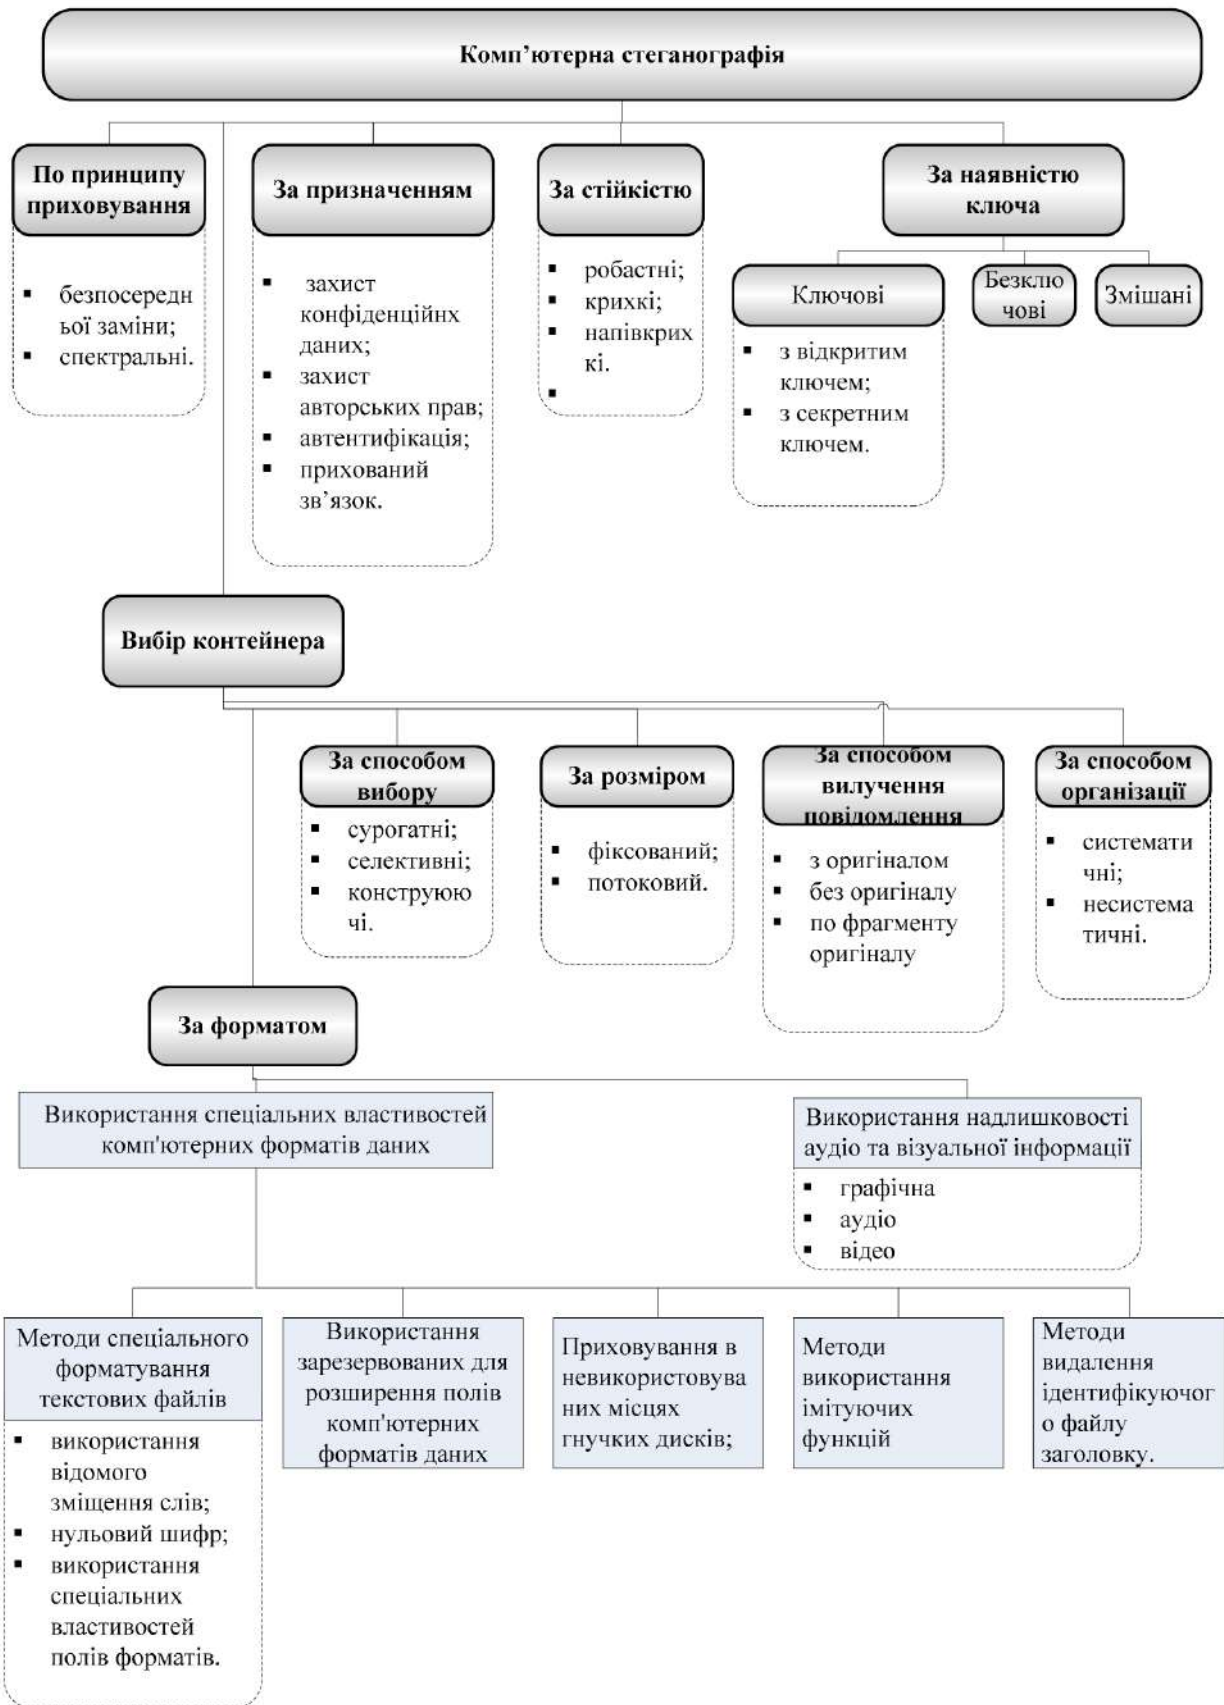 Комп’ютерна стеганографія
По принципу
приховування
▪ безпосередн
ьої заміни;
▪ спектральні.
За призначенням
▪ захист
конфіденційнх
даних;
▪ захист
авторських прав;
▪ автентифікація;
▪ прихований
зв’язок.
За стійкістю
▪ робастні;
▪ крихкі;
▪ напівкрих
кі.
▪
За наявністю
ключа
Ключові
▪ з відкритим
ключем;
▪ з секретним
ключем.
Безклю
чові
Змішані
Вибір контейнера
За способом
вибору
▪ сурогатні;
▪ селективні;
▪ конструюю
чі.
За розміром
▪ фіксований;
▪ потоковий.
За способом
вилучення
повідомлення
▪ з оригіналом
▪ без оригіналу
▪ по фрагменту
оригіналу
За способом
організації
▪ системати
чні;
▪ несистема
тичні.
За форматом
Використання спеціальних властивостей
комп'ютерних форматів даних
Використання надлишковості
аудіо та візуальної інформації
▪ графічна
▪ аудіо
▪ відео
Методи спеціального
форматування
текстових файлів
▪ використання
відомого
зміщення слів;
▪ нульовий шифр;
▪ використання
спеціальних
властивостей
полів форматів.
Використання
зарезервованих для
розширення полів
комп'ютерних
форматів даних
Приховування в
невикористовува
них місцях
гнучких дисків;
Методи
використання
імітуючих
функцій
Методи
видалення
ідентифікуючог
о файлу
заголовку.